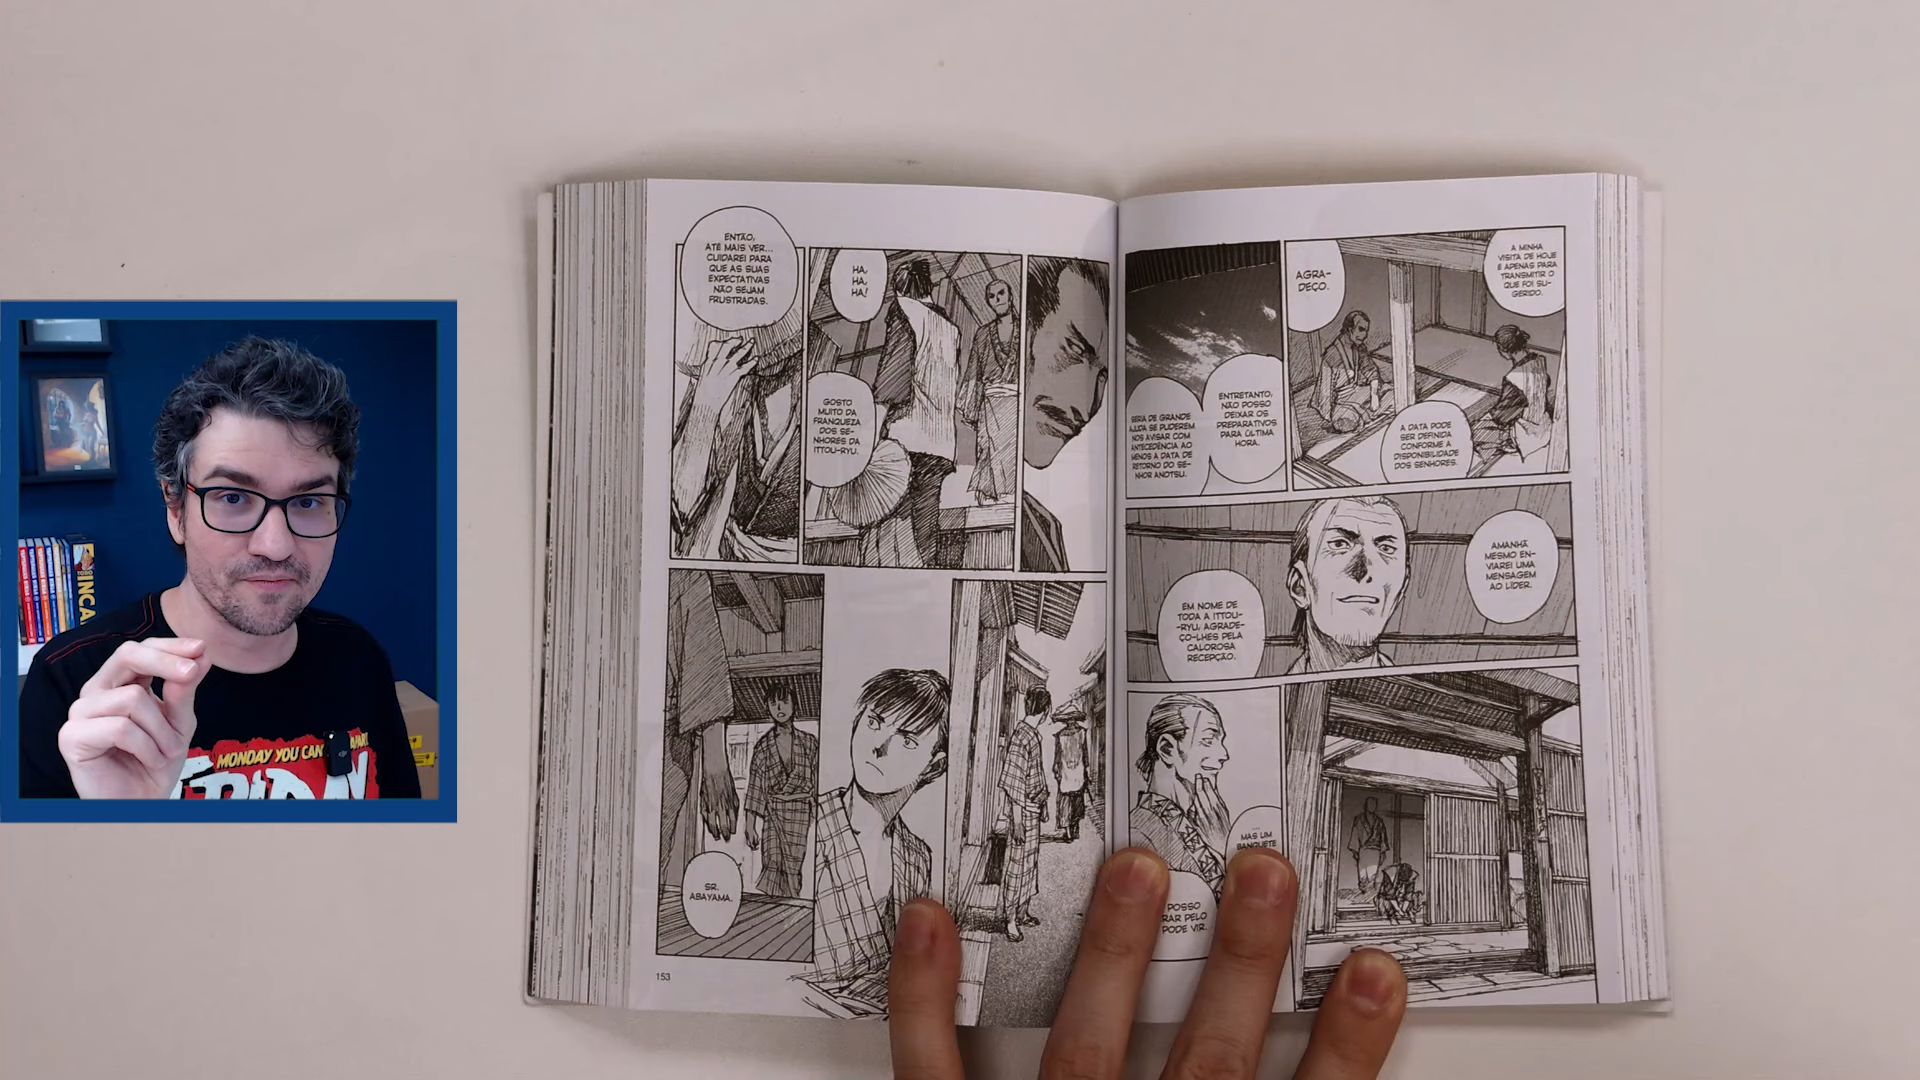 A MINHA
VISITA DE HOJE
É APENAS PARA
TRANSMITIR O
QUE FOI SU-
GERIDO.
AGRA-
DEÇO.
A DATA PODE
SER DEFINIDA
CONFORME A
DISPONIBILIDADE
DOS SENHORES.
ENTRETANTO,
NÃO POSSO
DEIXAR OS
PREPARATIVOS
PARA ÚLTIMA
HORA.
SERÁ DE GRANDE
AJUDA SE PUDEREM
NOS AVISAR COM
ANTECEDÊNCIA AO
MENOS A DATA DE
RETORNO DO SE-
NHOR ANOTSU.
AMANHÃ
MESMO EN-
VIAREI UMA
MENSAGEM
AO LÍDER.
EM NOME DE
TODA A ITTOU-
-RYU, AGRADE-
ÇO-LHES PELA
CALOROSA
RECEPÇÃO.
...
MAS UM
BANQUETE
POSSO
RAR PELO
PODE VIR.
ENTÃO,
ATÉ MAIS VER...
CUIDAREI PARA
QUE AS SUAS
EXPECTATIVAS
NÃO SEJAM
FRUSTRADAS.
HA,
HA,
HA!
GOSTO
MUITO DA
FRANQUEZA
DOS SE-
NHORES DA
ITTOU-RYU.
SR.
ABAYAMA.
153
INCA
MONDAY YOU CAN
FRIDAY